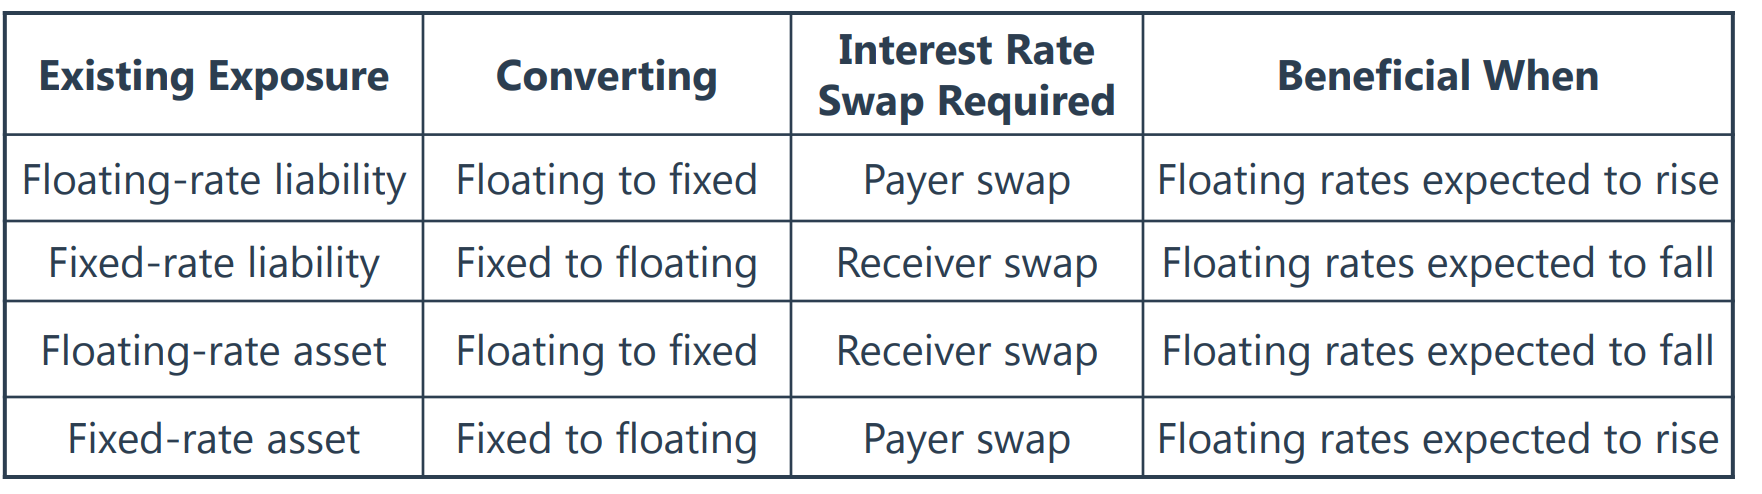 Existing Exposure Converting Interest Rate Swap Required Beneficial When
Floating-rate liability Floating to fixed Payer swap Floating rates expected to rise
Fixed-rate liability Fixed to floating Receiver swap Floating rates expected to fall
Floating-rate asset Floating to fixed Receiver swap Floating rates expected to fall
Fixed-rate asset Fixed to floating Payer swap Floating rates expected to rise